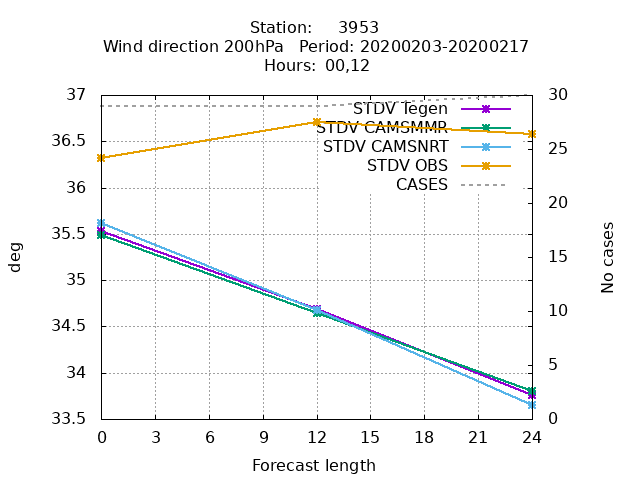 Station: 3953
Wind direction 200hPa Period: 20200203-20200217
Hours: 00,12
37
36.5
36
35.5
35
34.5
34
33.5
30
25
20
15
10
5
0
STDV Tegen
STDV CAMSMMR
STDV CAMSNRT
STDV OBS
CASES
deg
No cases
0 3 6 9 12 15 18 21 24
Forecast length